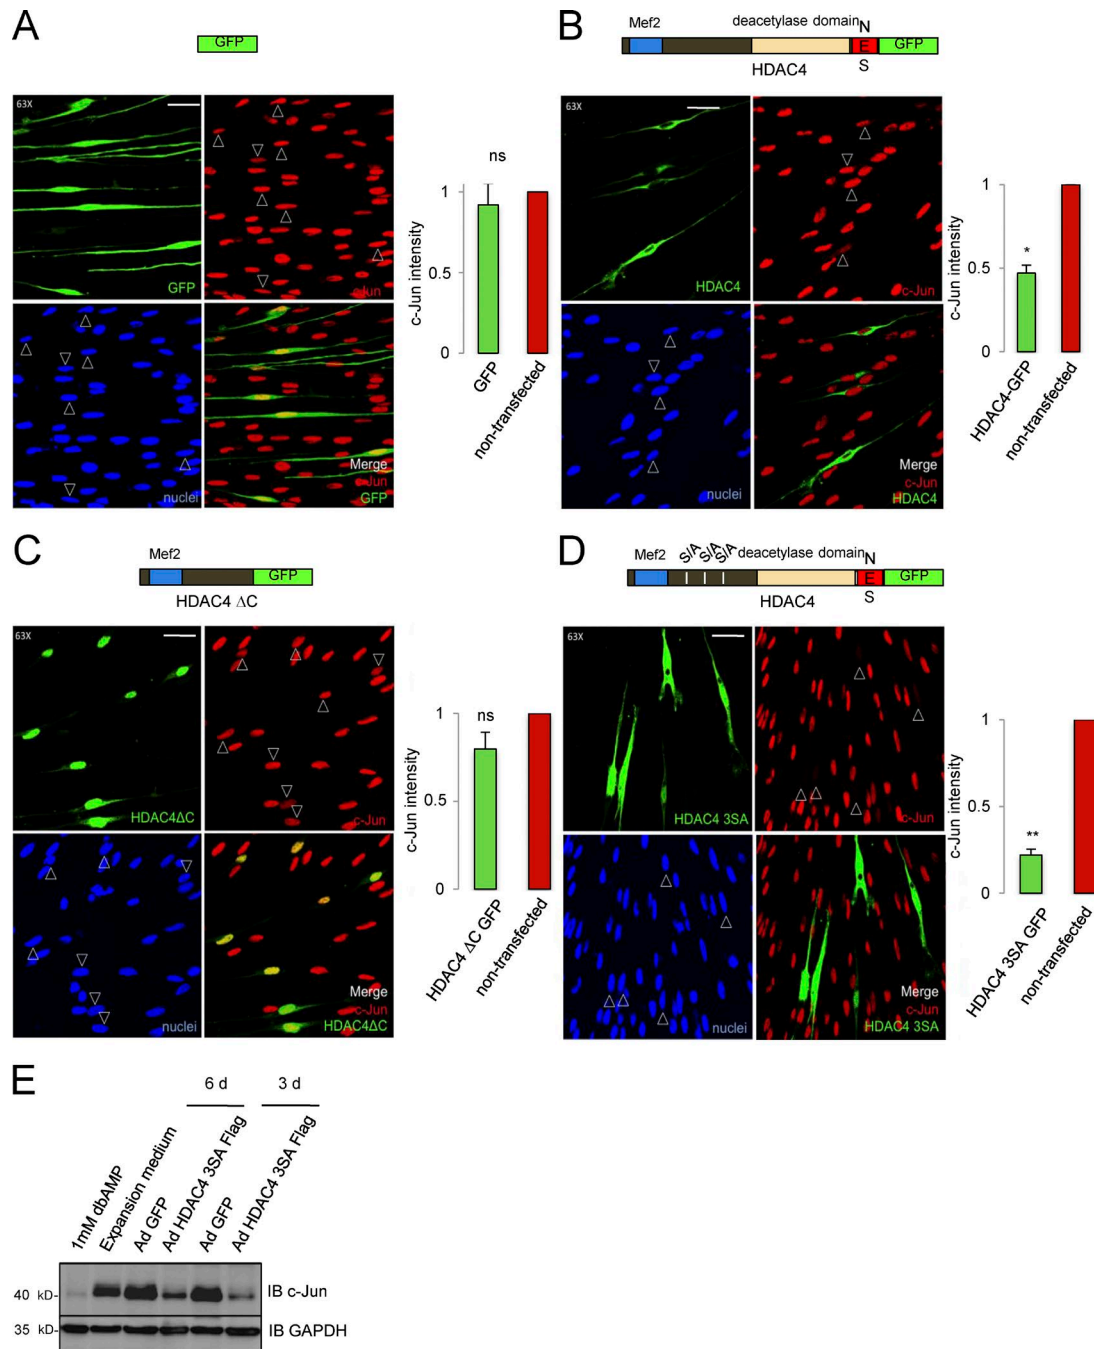 A
GFP
63X
GFP
c-Jun
nuclei
Merge
c-Jun
GFP
ns
1
0.5
0
c-Jun intensity
GFP
non-transfected
B
Mef2
deacetylase domain
N
E
S
GFP
HDAC4
63X
HDAC4
c-Jun
nuclei
Merge
c-Jun
HDAC4
1
0.5
0
*
c-Jun intensity
HDAC4-GFP
non-transfected
C
Mef2
GFP
HDAC4 ΔC
63X
HDAC4ΔC
c-Jun
nuclei
Merge
c-Jun
HDAC4ΔC
1
ns
0.5
0
c-Jun intensity
HDAC4 ΔC GFP
non-transfected
D
Mef2
S/A
S/A
S/A
deacetylase domain
N
E
S
GFP
HDAC4
63X
HDAC4 3SA
c-Jun
nuclei
Merge
c-Jun
HDAC4 3SA
1
0.5
**
0
c-Jun intensity
HDAC4 3SA GFP
non-transfected
E
6 d
3 d
1mM dbAMP
Expansion medium
Ad GFP
Ad HDAC4 3SA Flag
Ad GFP
Ad HDAC4 3SA Flag
40 kD-
IB c-Jun
35 kD-
IB GAPDH